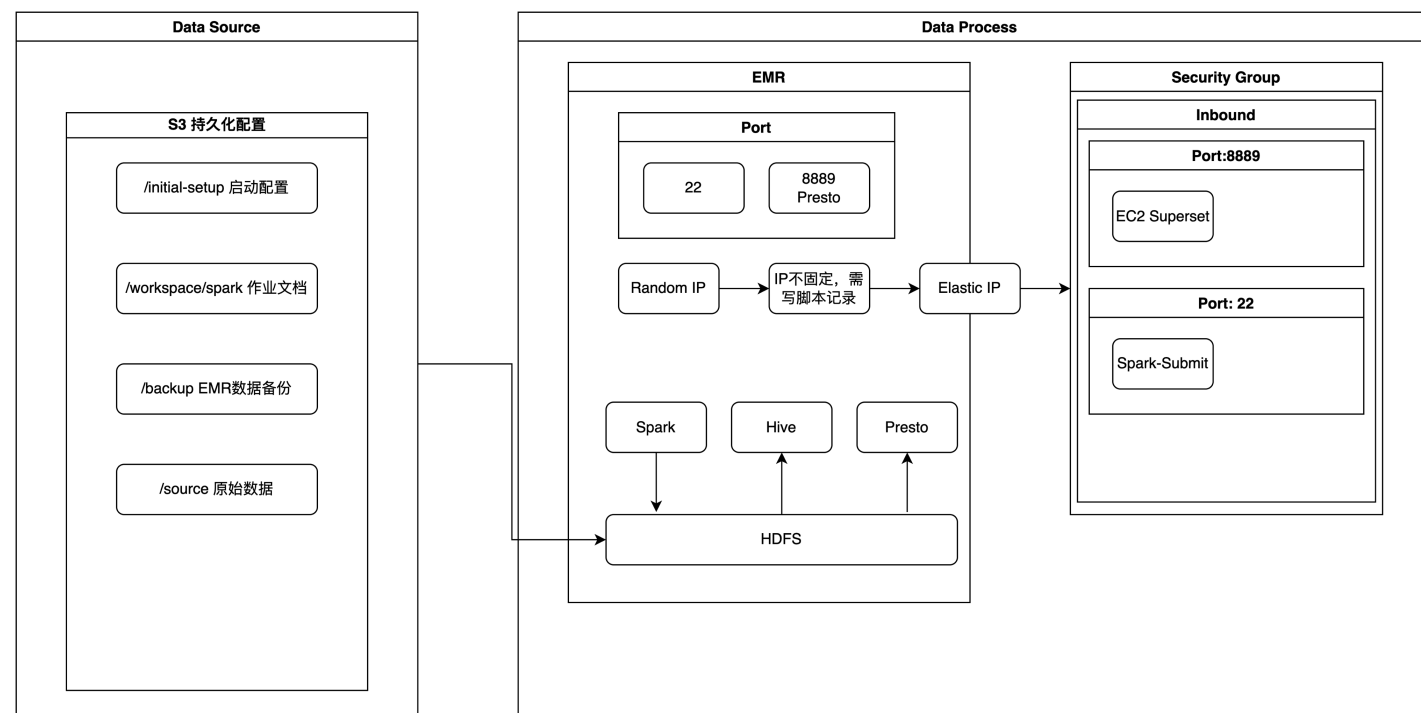 Data Source
S3 持久化配置
/initial-setup 启动配置
/workspace/spark 作业文档
/backup EMR数据备份
/source 原始数据
Data Process
EMR
Port
22
8889
Presto
Random IP
IP不固定，需
写脚本记录
Elastic IP
Spark
Hive
Presto
HDFS
Security Group
Inbound
Port:8889
EC2 Superset
Port: 22
Spark-Submit